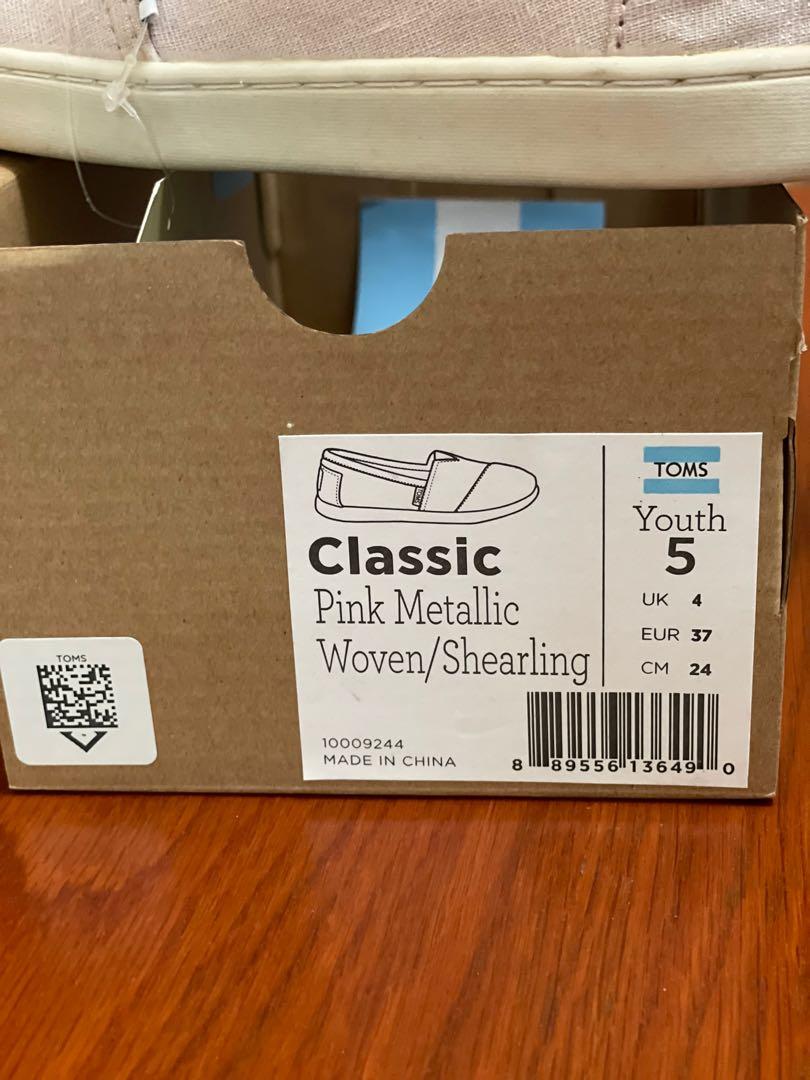 TOMS
Classic
Pink Metallic
Woven/Shearling
10009244
MADE IN CHINA
TOMS
Youth
5
UK 4
EUR 37
CM 24
8 89556 13649 0